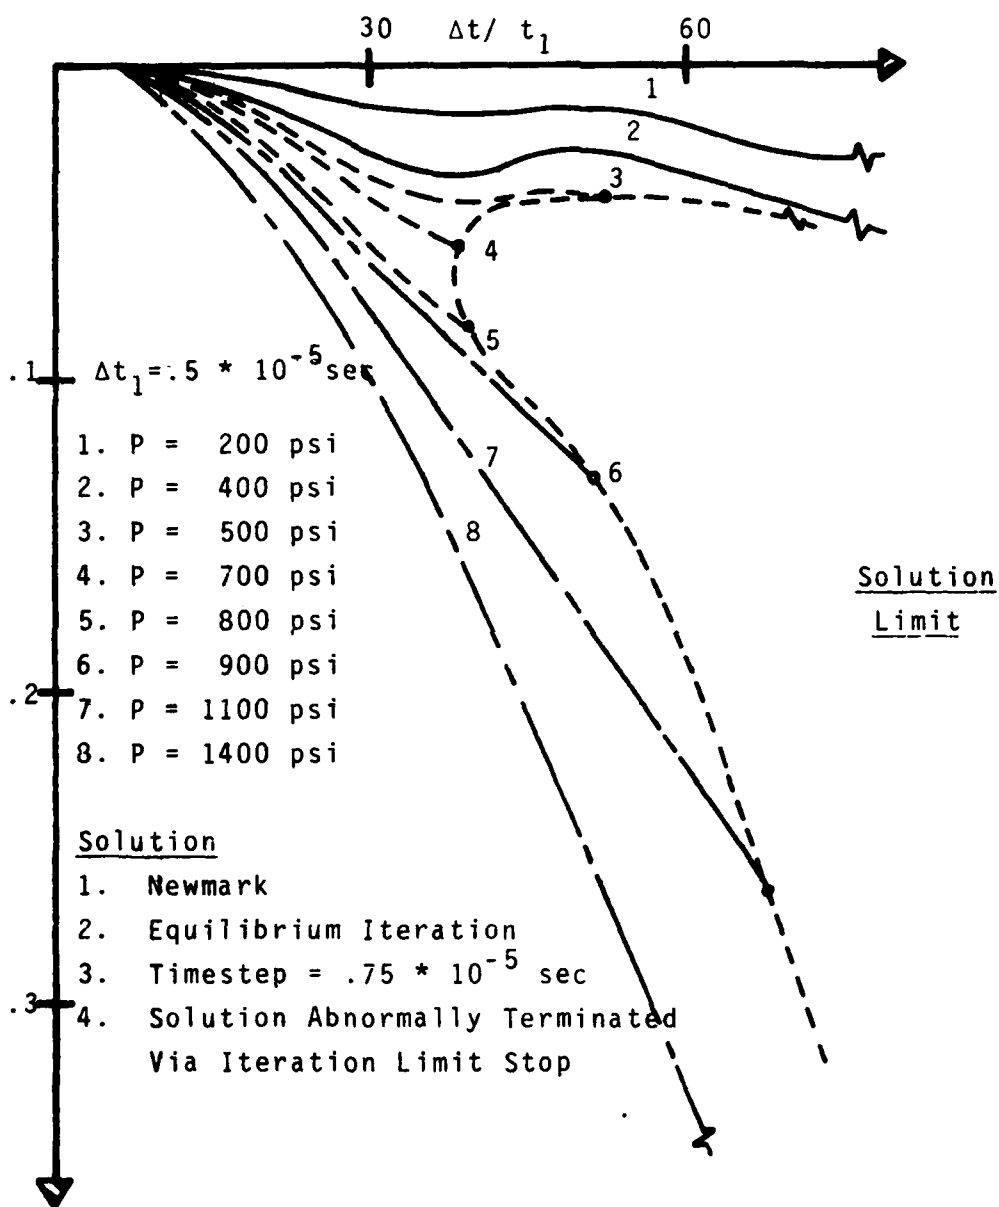 30 Δt/ t₁ 60
1
2
3
4
5
6
7
8
.1
.2
.3
Δt₁=.5 * 10⁻⁵sec
1. P = 200 psi
2. P = 400 psi
3. P = 500 psi
4. P = 700 psi
5. P = 800 psi
6. P = 900 psi
7. P = 1100 psi
8. P = 1400 psi
Solution
Limit
Solution
1. Newmark
2. Equilibrium Iteration
3. Timestep = .75 * 10⁻⁵ sec
4. Solution Abnormally Terminated
Via Iteration Limit Stop